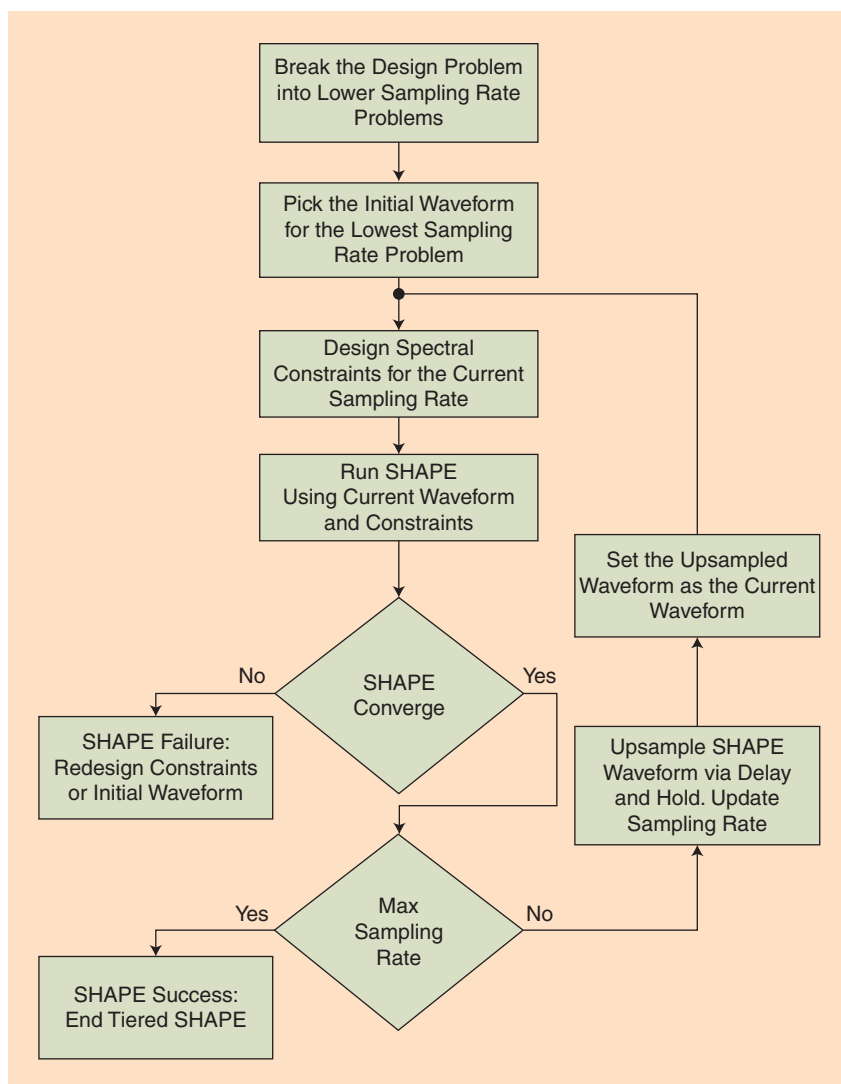 Break the Design Problem
into Lower Sampling Rate
Problems
Pick the Initial Waveform
for the Lowest Sampling
Rate Problem
Design Spectral
Constraints for the Current
Sampling Rate
Run SHAPE
Using Current Waveform
and Constraints
Set the Upsampled
Waveform as the Current
Waveform
No
SHAPE
Converge
Yes
SHAPE Failure:
Redesign Constraints
or Initial Waveform
Upsample SHAPE
Waveform via Delay
and Hold. Update
Sampling Rate
Yes
Max
Sampling
Rate
No
SHAPE Success:
End Tiered SHAPE